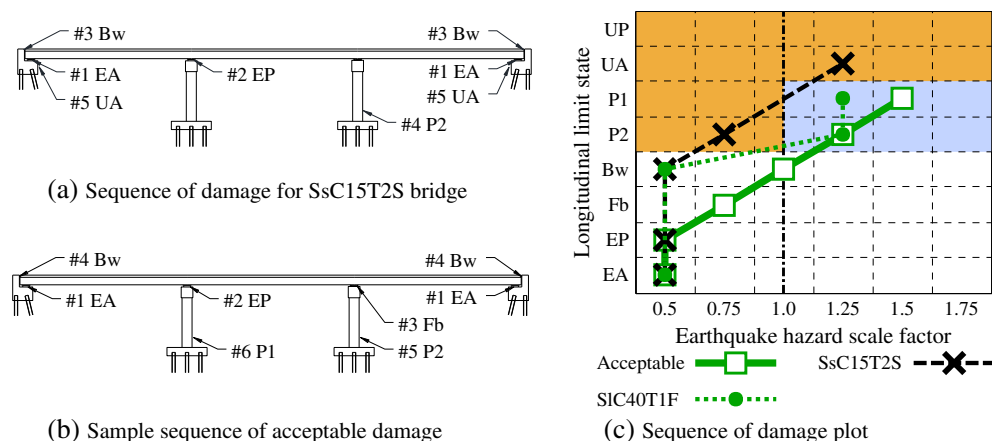 #3 Bw
#3 Bw
#1 EA
#2 EP
#1 EA
#5 UA
#5 UA
#4 P2
(a) Sequence of damage for SsC15T2S bridge
#4 Bw
#4 Bw
#1 EA
#2 EP
#1 EA
#3 Fb
#6 P1
#5 P2
(b) Sample sequence of acceptable damage
Longitudinal limit state
UP
UA
P1
P2
Bw
Fb
EP
EA
0.5 0.75 1.0 1.25 1.5 1.75
Earthquake hazard scale factor
Acceptable
SsC15T2S
SlC40T1F
(c) Sequence of damage plot